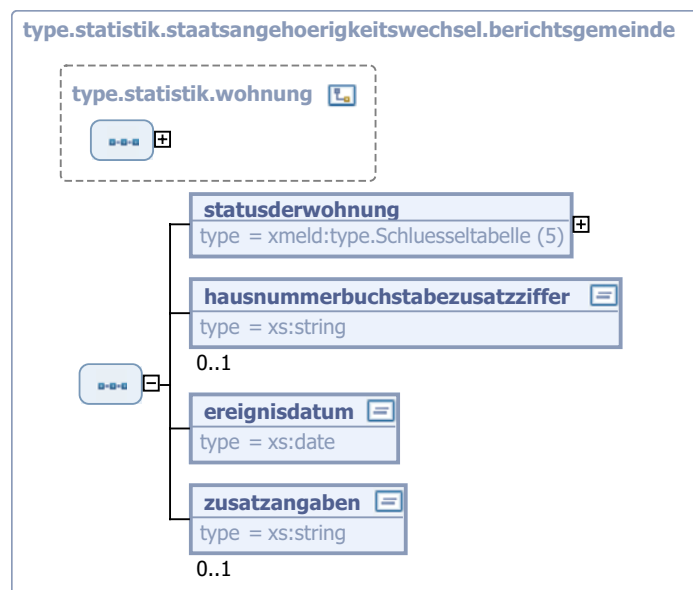 type.statistik.staatsangehoerigkeitswechsel.berichtsgemeinde
type.statistik.wohnung
statusderwohnung
type = xmeld:type.Schluesseltabelle (5)
hausnummerbuchstabezusatzziffer
type = xs:string
0..1
ereignisdatum
type = xs:date
zusatzangaben
type = xs:string
0..1